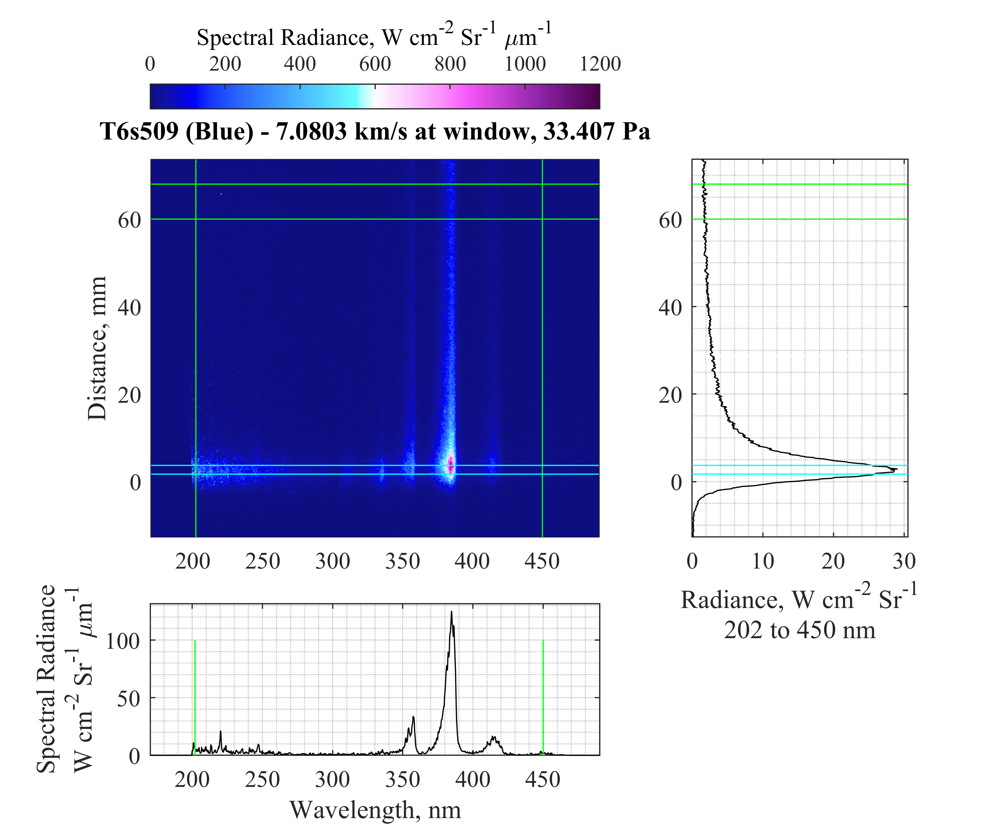 Spectral Radiance, W cm-2 Sr-1 μm-1
0 200 400 600 800 1000 1200
T6s509 (Blue) - 7.0803 km/s at window, 33.407 Pa
Distance, mm
60
40
20
0
200 250 300 350 400 450
60
40
20
0
0 10 20 30
Radiance, W cm-2 Sr-1
202 to 450 nm
Spectral Radiance
W cm-2 Sr-1 μm-1
100
50
0
200 250 300 350 400 450
Wavelength, nm